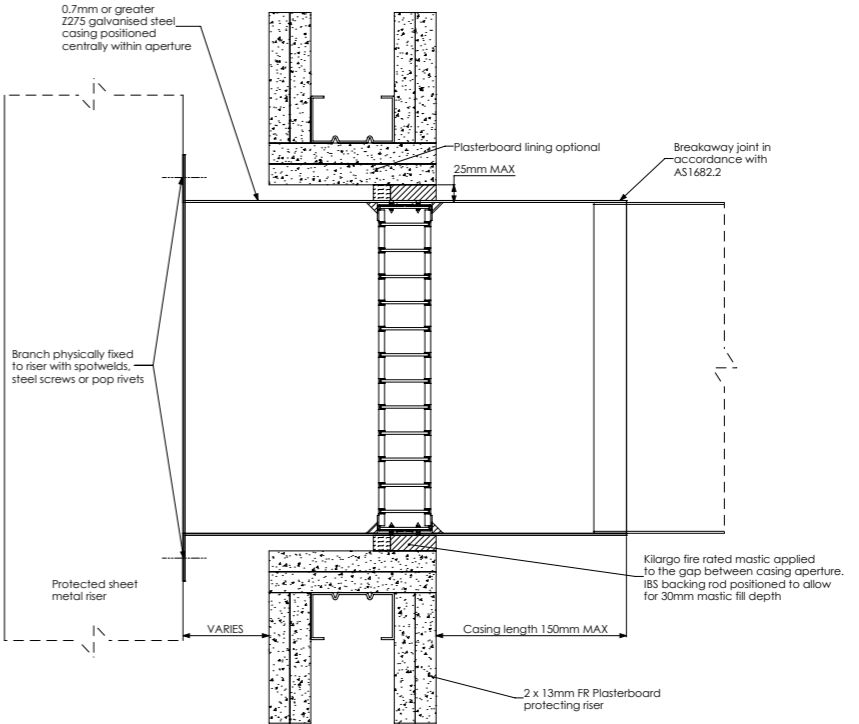 0.7mm or greater
Z275 galvanised steel
casing positioned
centrally within aperture
Plasterboard lining optional
25mm MAX
Breakaway joint in
accordance with
AS1682.2
Branch physically fixed
to riser with spotwelds,
steel screws or pop rivets
Protected sheet
metal riser
VARIES
Casing length 150mm MAX
Kilargo fire rated mastic applied
to the gap between casing aperture.
IBS backing rod positioned to allow
for 30mm mastic fill depth
2 x 13mm FR Plasterboard
protecting riser